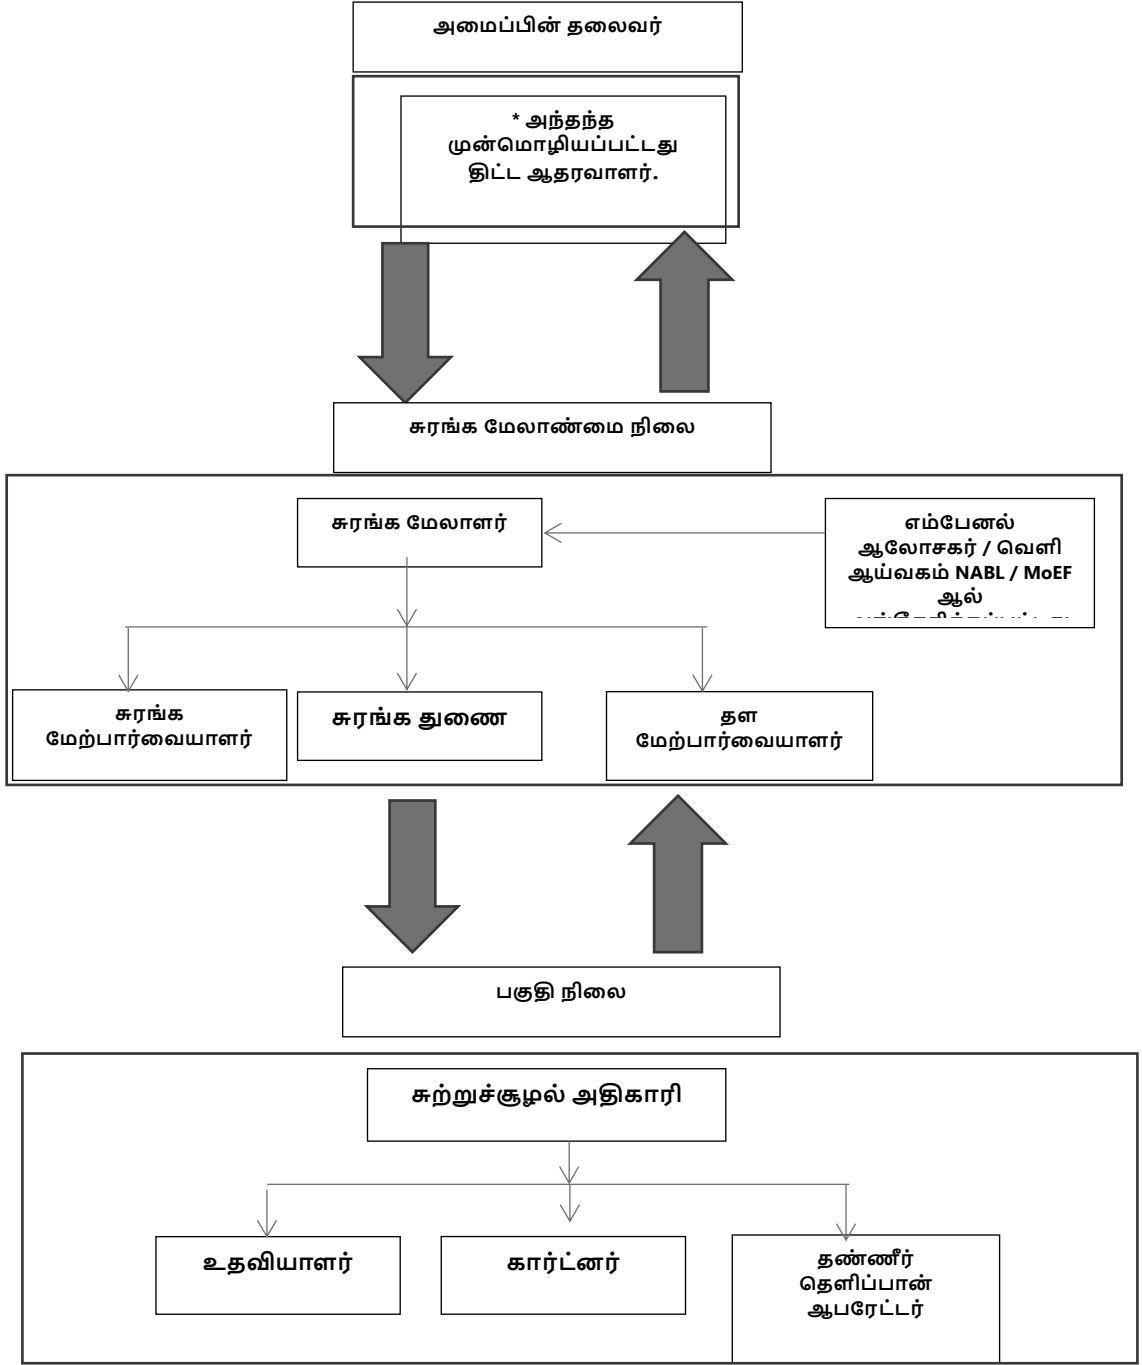 அமைப்பின் தலைவர்
* அந்தந்த
முன்மொழியப்பட்டது
திட்ட ஆதரவாளர்.
சுரங்க மேலாண்மை நிலை
சுரங்க மேலாளர்
எம்பேனல்
ஆலோசகர் / வெளி
ஆய்வகம் NABL / MoEF
ஆல்
சுரங்க
மேற்பார்வையாளர்
சுரங்க துணை
தள
மேற்பார்வையாளர்
பகுதி நிலை
சுற்றுச்சூழல் அதிகாரி
உதவியாளர்
கார்ட்னர்
தண்ணீர்
தெளிப்பான்
ஆபரேட்டர்